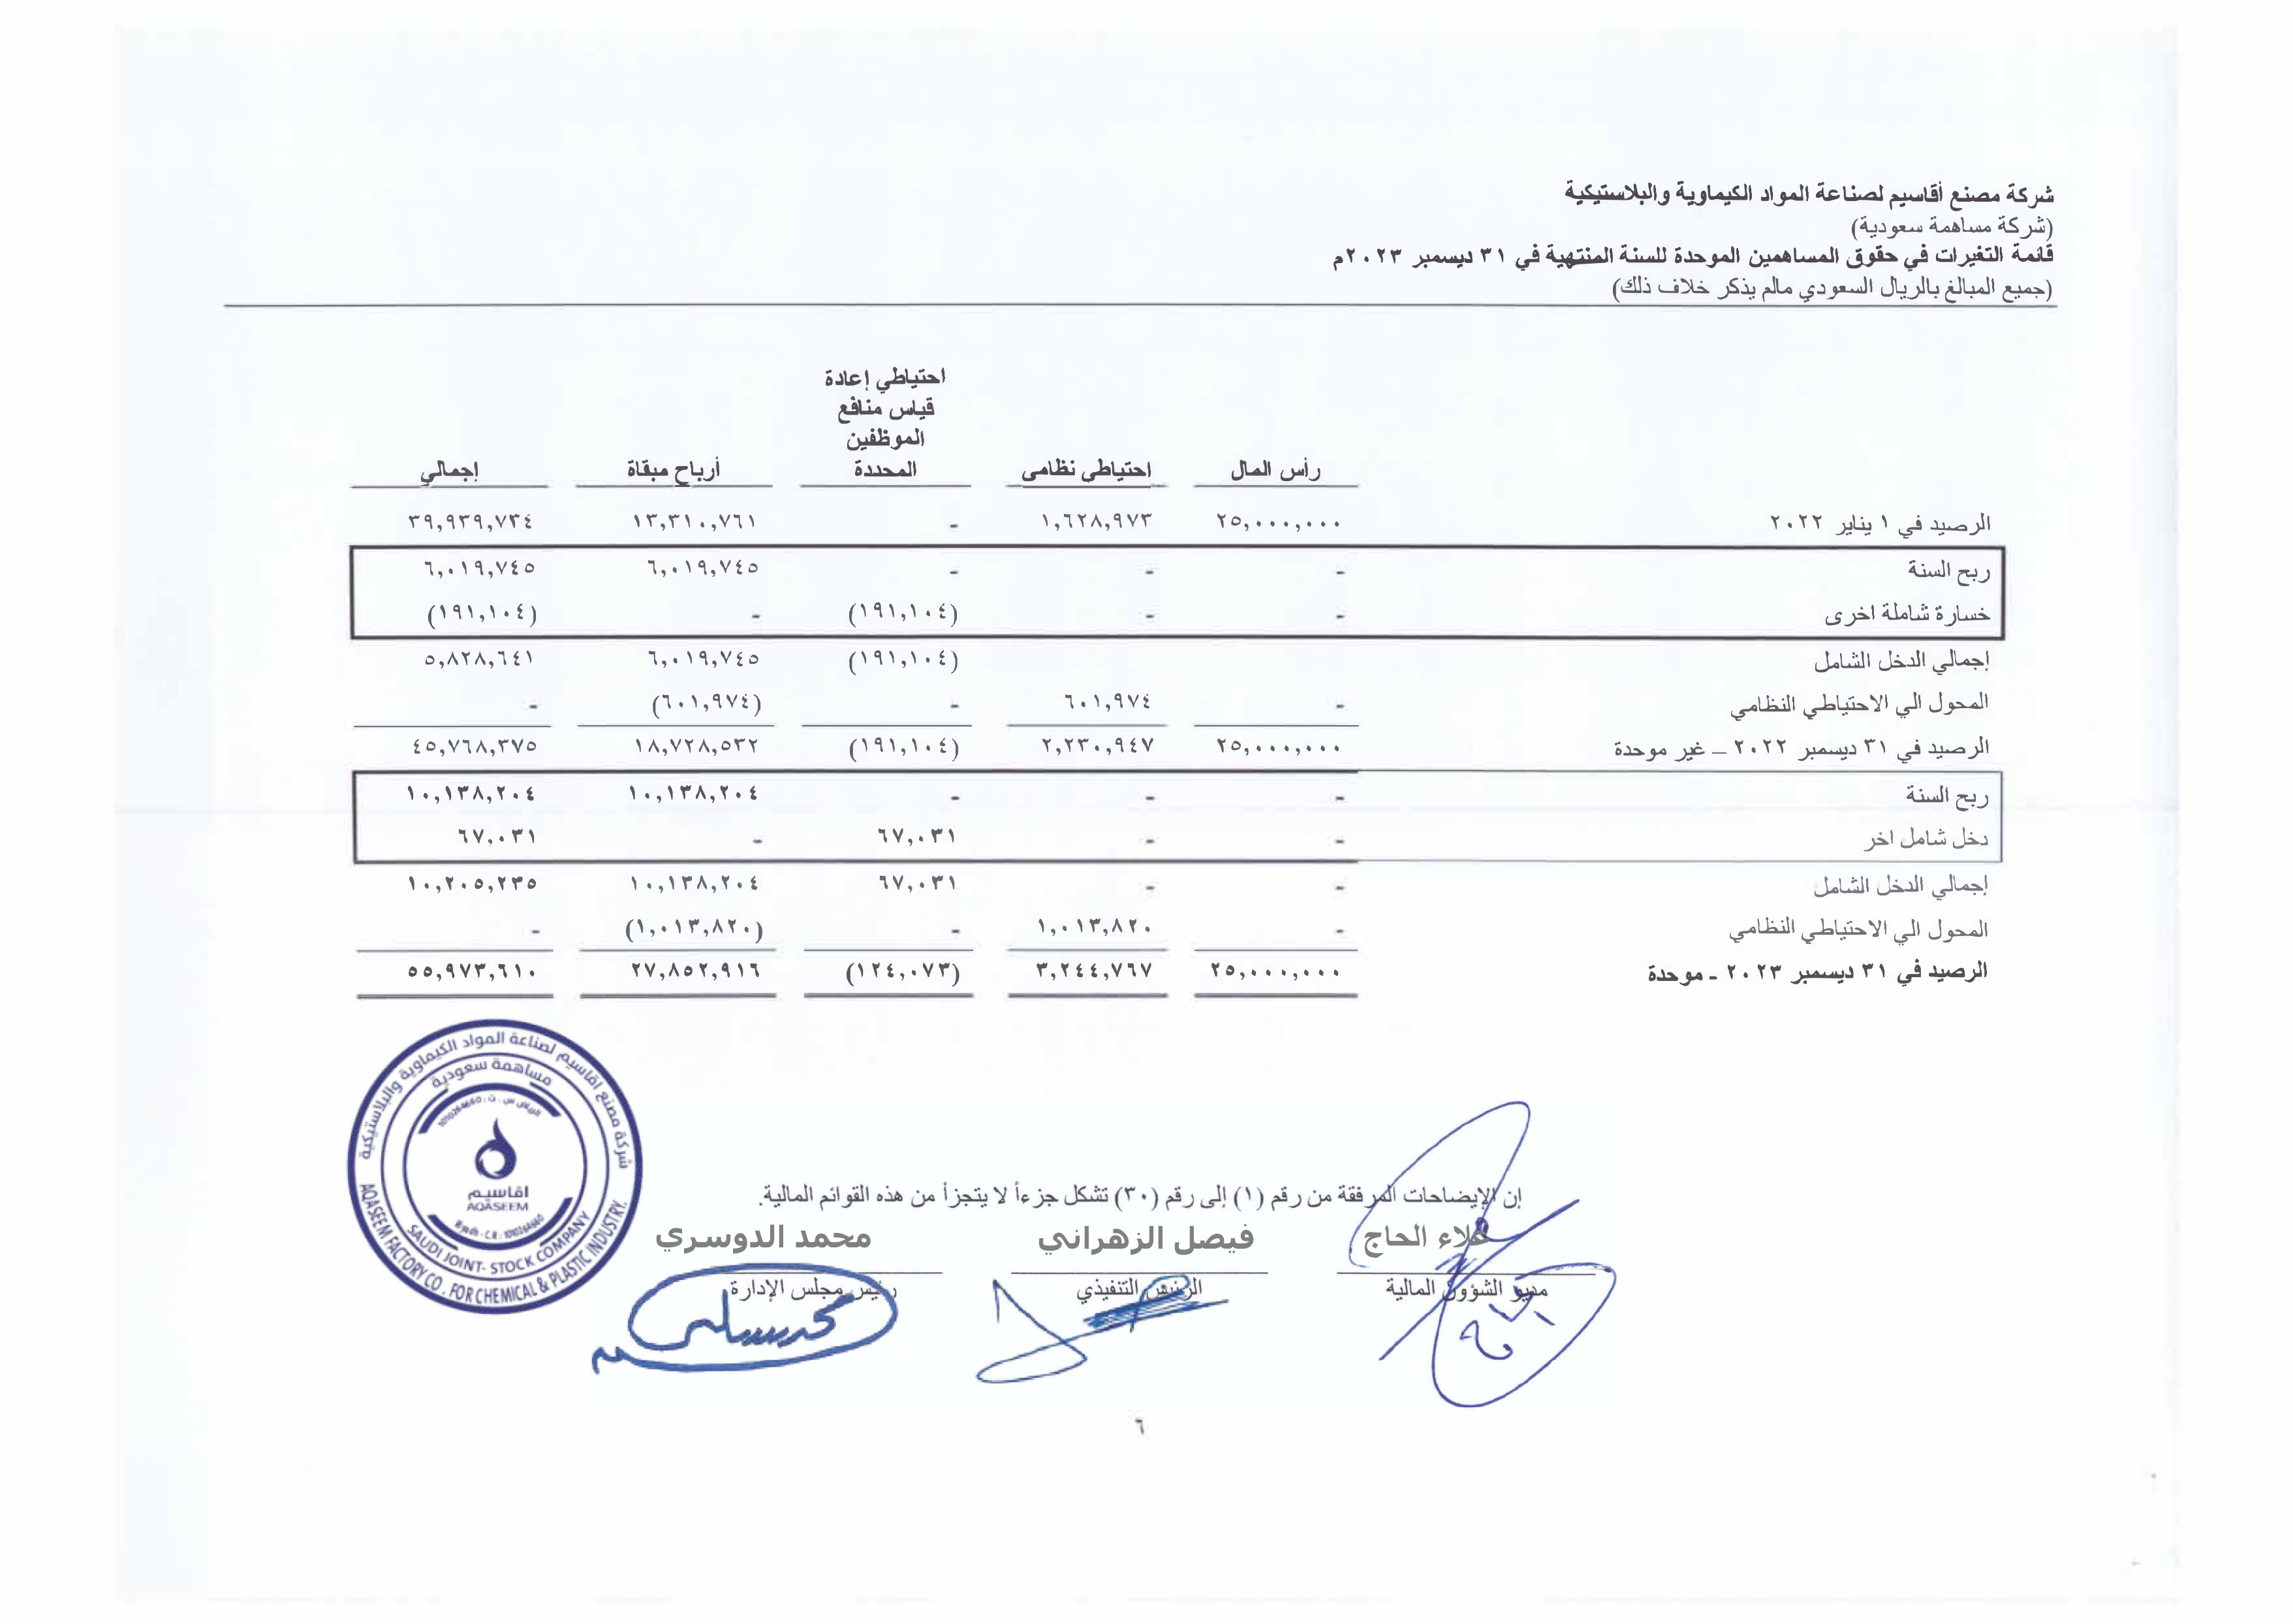 شركة مصنع أقاسيم لصناعة المواد الكيماوية والبلاستيكية
(شركة مساهمة سعودية)
قائمة التغيرات في حقوق المساهمين الموحدة للسنة المنتهية في ٣١ ديسمبر ٢٠٢٣م
(جميع المبالغ بالريال السعودي مالم يذكر خلاف ذلك)
رأس المال احتياطي نظامى احتياطي إعادة قياس منافع الموظفين المحددة أرباح مبقاة إجمالي
الرصيد في ١ يناير ٢٠٢٢ ٢٥,٠٠٠,٠٠٠ ١,٦٢٨,٩٧٣ - ١٣,٣١٠,٧٦١ ٣٩,٩٣٩,٧٣٤
ربح السنة - - - ٦,٠١٩,٧٤٥ ٦,٠١٩,٧٤٥
خسارة شاملة اخرى - - (١٩١,١٠٤) - (١٩١,١٠٤)
إجمالي الدخل الشامل (١٩١,١٠٤) ٦,٠١٩,٧٤٥ ٥,٨٢٨,٦٤١
المحول الي الاحتياطي النظامي - ٦٠١,٩٧٤ - (٦٠١,٩٧٤) -
الرصيد في ٣١ ديسمبر ٢٠٢٢ – غير موحدة ٢٥,٠٠٠,٠٠٠ ٢,٢٣٠,٩٤٧ (١٩١,١٠٤) ١٨,٧٢٨,٥٣٢ ٤٥,٧٦٨,٣٧٥
ربح السنة - - - ١٠,١٣٨,٢٠٤ ١٠,١٣٨,٢٠٤
دخل شامل اخر - - ٦٧,٠٣١ - ٦٧,٠٣١
إجمالي الدخل الشامل - - ٦٧,٠٣١ ١٠,١٣٨,٢٠٤ ١٠,٢٠٥,٢٣٥
المحول الي الاحتياطي النظامي - ١,٠١٣,٨٢٠ - (١,٠١٣,٨٢٠) -
الرصيد في ٣١ ديسمبر ٢٠٢٣ - موحدة ٢٥,٠٠٠,٠٠٠ ٣,٢٤٤,٧٦٧ (١٢٤,٠٧٣) ٢٧,٨٥٢,٩١٦ ٥٥,٩٧٣,٦١٠
شركة مصنع اقاسيم لصناعة المواد الكيماوية والبلاستيكية
مساهمة سعودية
الرياض س . ت : 1010264660
اقاسيم
AQASEEM
Riyadh - C.R : 1010264660
SAUDI JOINT- STOCK COMPANY
AQASEEM FACTORY CO . FOR CHEMICAL & PLASTIC INDUSTRY.
إن الإيضاحات المرفقة من رقم (١) إلى رقم (٣٠) تشكل جزءاً لا يتجزأ من هذه القوائم المالية.
علاء الحاج فيصل الزهراني محمد الدوسري
مدير الشؤون المالية الرئيس التنفيذي رئيس مجلس الإدارة
٦